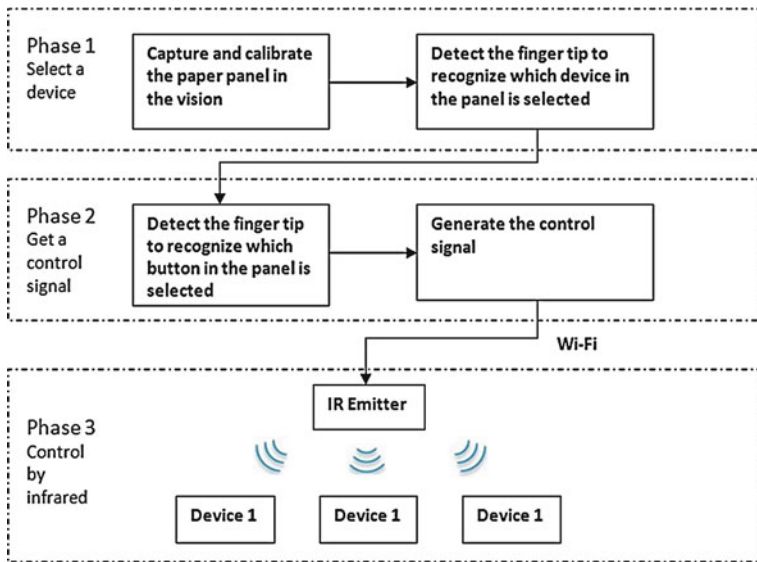 Phase 1
Select a
device
Capture and calibrate
the paper panel in
the vision
Detect the finger tip to
recognize which device in
the panel is selected
Phase 2
Get a
control
signal
Detect the finger tip
to recognize which
button in the panel is
selected
Generate the control
signal
Wi-Fi
Phase 3
Control
by
infrared
IR Emitter
Device 1
Device 1
Device 1